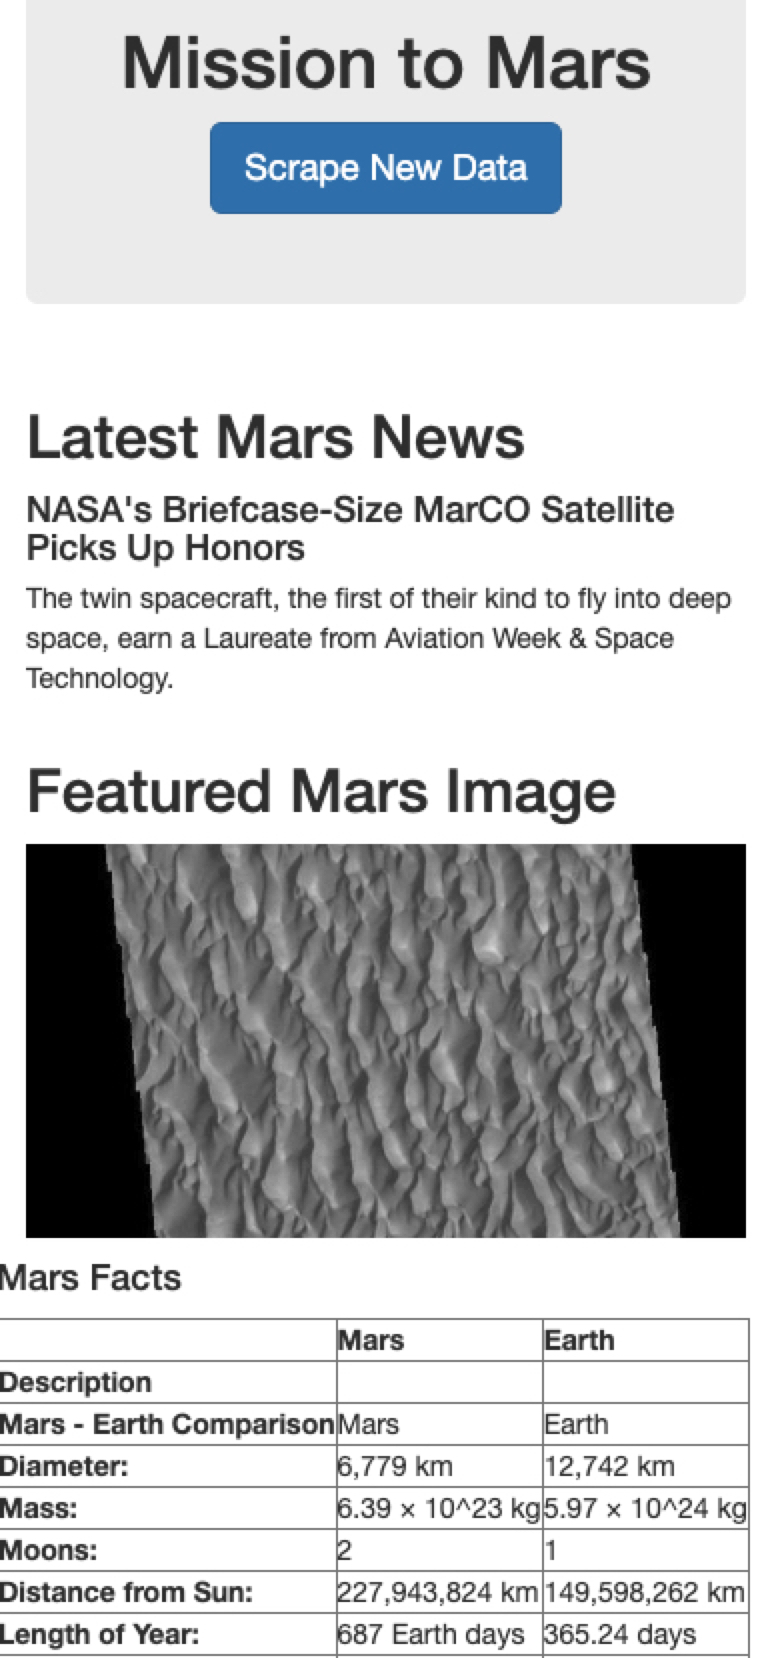 Mission to Mars
Scrape New Data
Latest Mars News
NASA's Briefcase-Size MarCO Satellite
Picks Up Honors
The twin spacecraft, the first of their kind to fly into deep
space, earn a Laureate from Aviation Week & Space
Technology.
Featured Mars Image
Mars Facts
Mars Earth
Description
Mars - Earth Comparison Mars Earth
Diameter: 6,779 km 12,742 km
Mass: 6.39 × 10^23 kg 5.97 × 10^24 kg
Moons: 2 1
Distance from Sun: 227,943,824 km 149,598,262 km
Length of Year: 687 Earth days 365.24 days